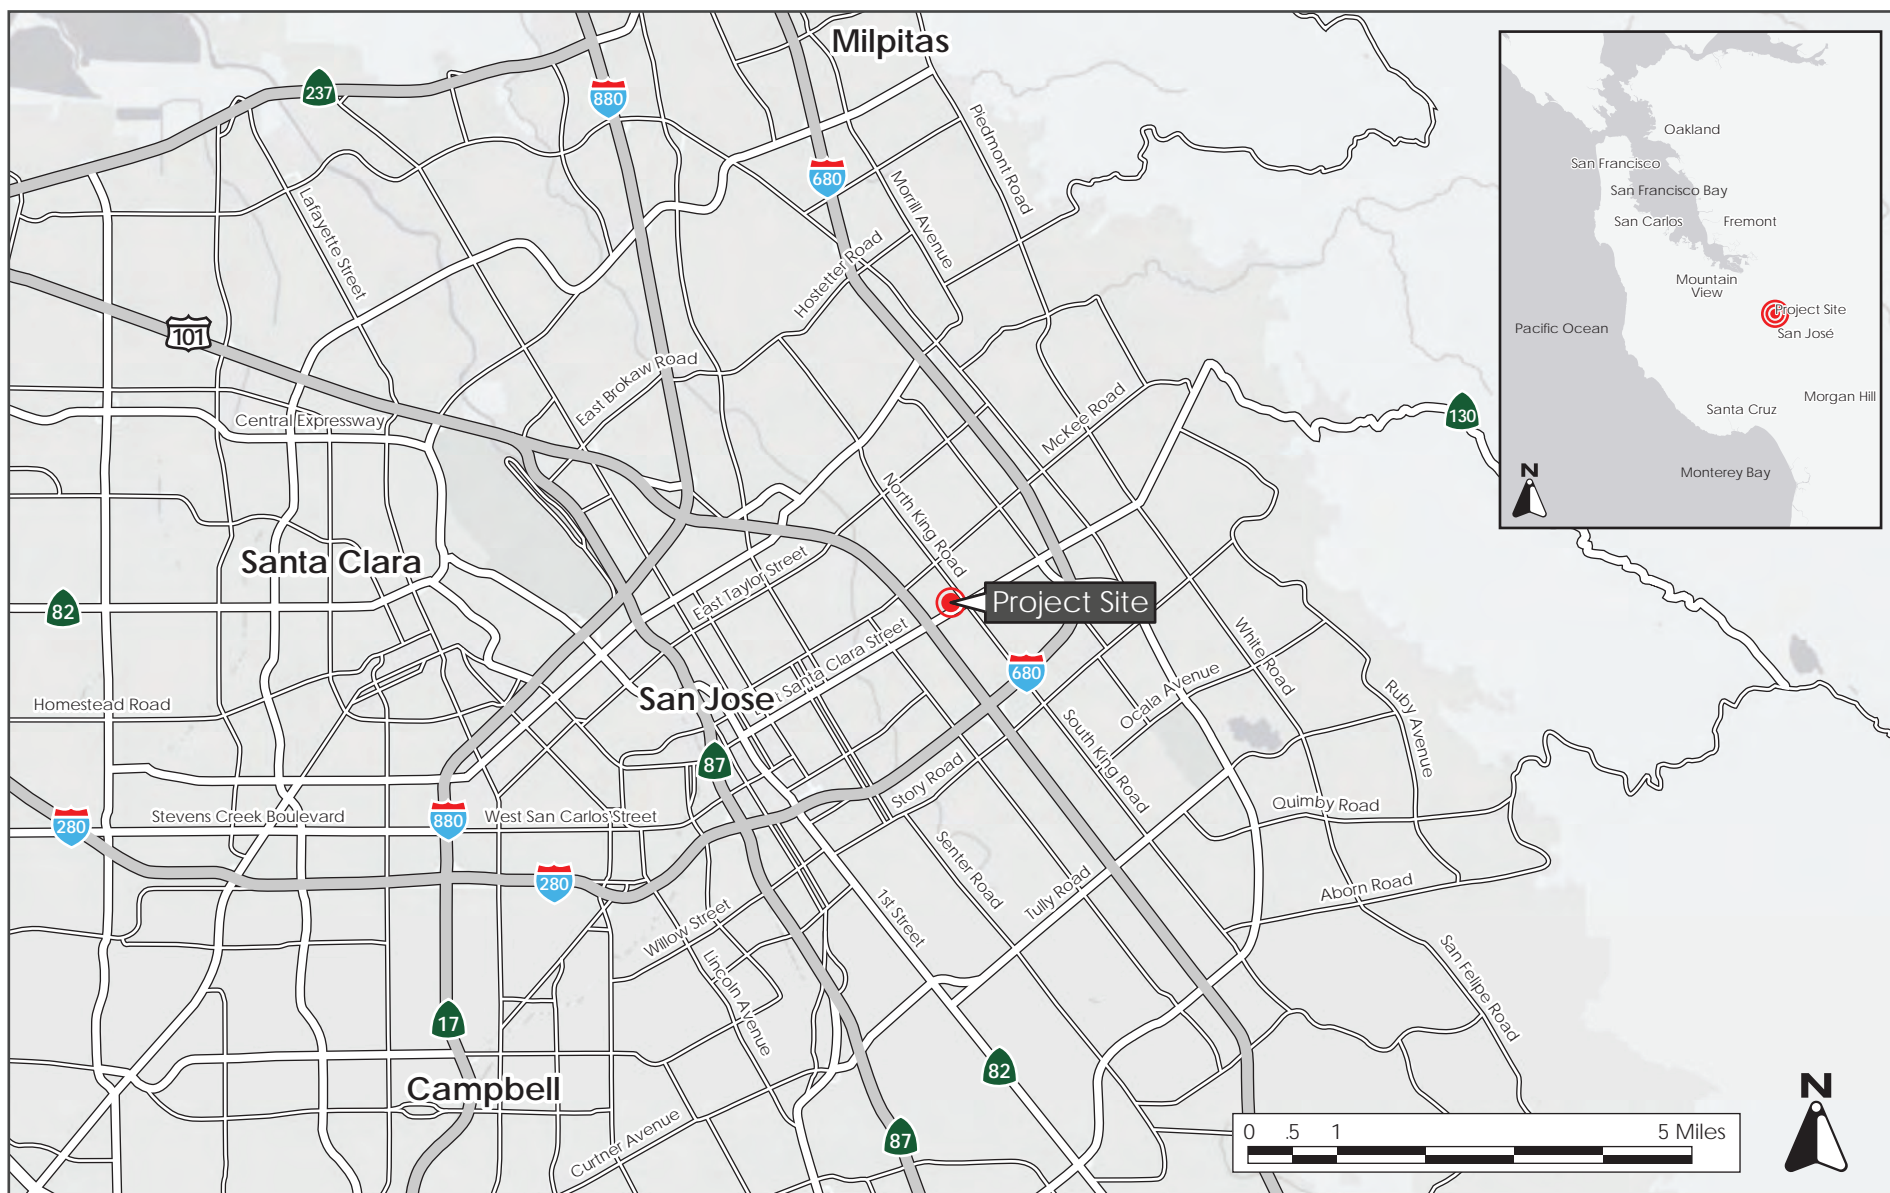 Milpitas
237
880
680
Piedmont Road
Morrill Avenue
Lafayette Street
Hostetter Road
101
East Brokaw Road
Central Expressway
McKee Road
130
North King Road
Santa Clara
East Taylor Street
82
Project Site
East Santa Clara Street
White Road
680
Ocala Avenue
Ruby Avenue
Homestead Road
San Jose
South King Road
87
Story Road
Quimby Road
280
Stevens Creek Boulevard
880
West San Carlos Street
Senter Road
280
Tully Road
Aborn Road
1st Street
Willow Street
Lincoln Avenue
San Felipe Road
17
82
Campbell
Curtner Avenue
87
Oakland
San Francisco
San Francisco Bay
San Carlos
Fremont
Mountain
View
Project Site
Pacific Ocean
San José
Morgan Hill
Santa Cruz
Monterey Bay
N
0 .5 1 5 Miles
N